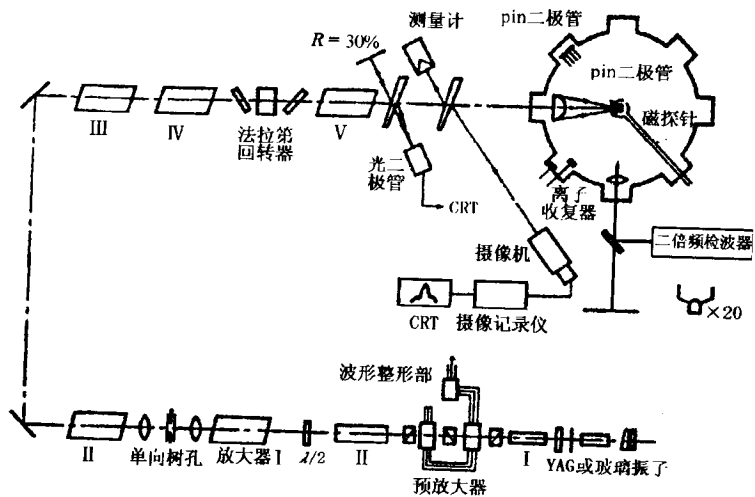 测量计
pin二极管
R = 30%
pin二极管
磁探针
III
IV
法拉第
回转器
V
光二
极管
CRT
离子
收复器
二倍频检波器
摄像机
×20
CRT
摄像记录仪
波形整形部
II
单向树孔
放大器 I
λ/2
II
I
YAG或玻璃振子
预放大器